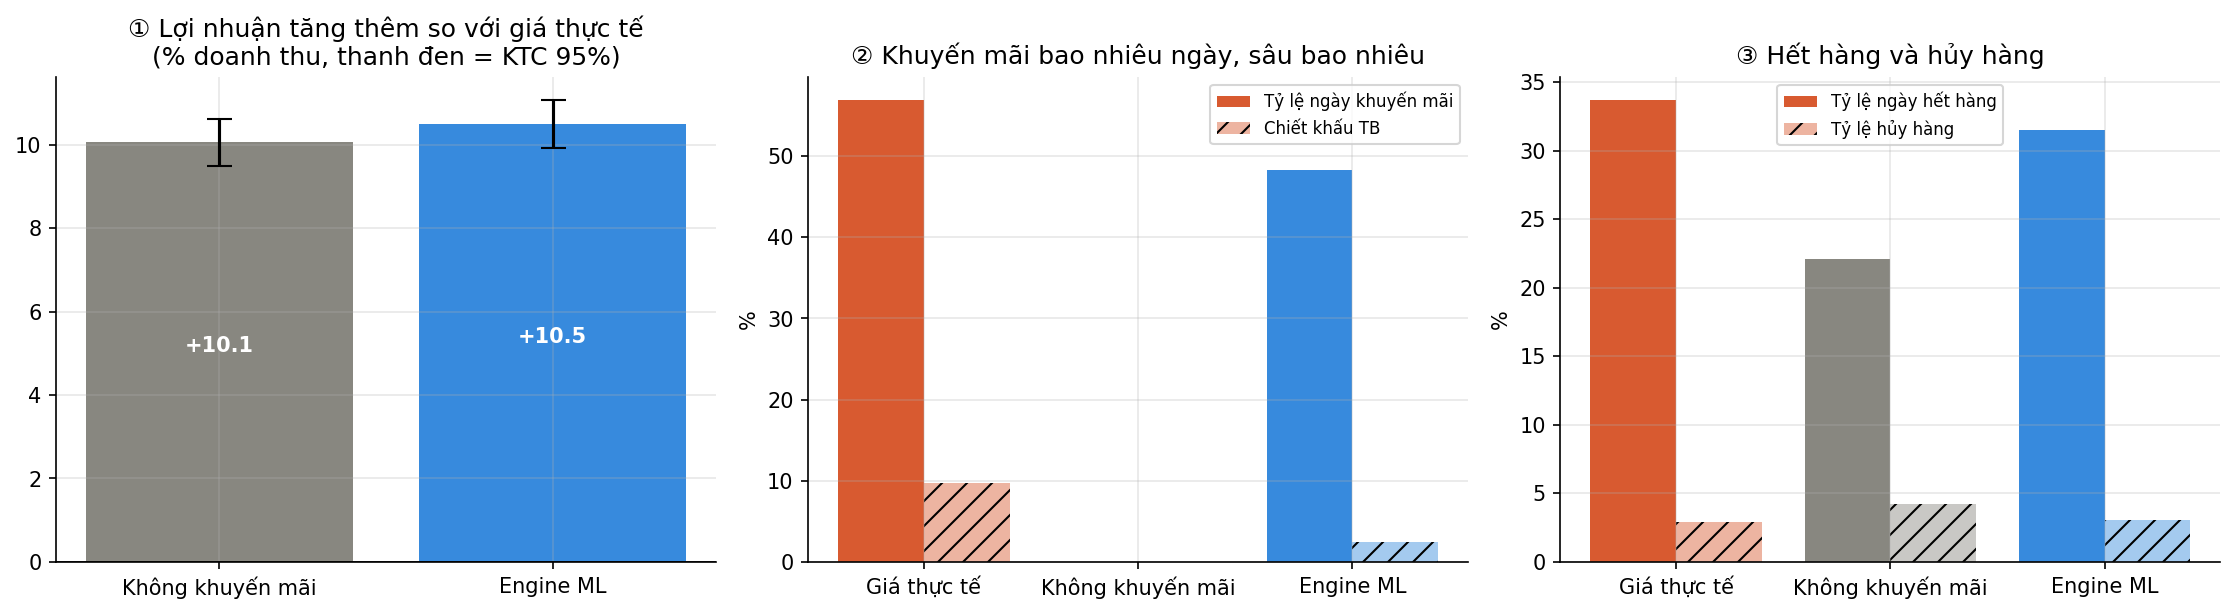 ① Lợi nhuận tăng thêm so với giá thực tế
(% doanh thu, thanh đen = KTC 95%)
10
8
6
4
2
0
+10.1
+10.5
Không khuyến mãi
Engine ML
② Khuyến mãi bao nhiêu ngày, sâu bao nhiêu
Tỷ lệ ngày khuyến mãi
Chiết khấu TB
%
50
40
30
20
10
0
Giá thực tế
Không khuyến mãi
Engine ML
③ Hết hàng và hủy hàng
Tỷ lệ ngày hết hàng
Tỷ lệ hủy hàng
%
35
30
25
20
15
10
5
0
Giá thực tế
Không khuyến mãi
Engine ML